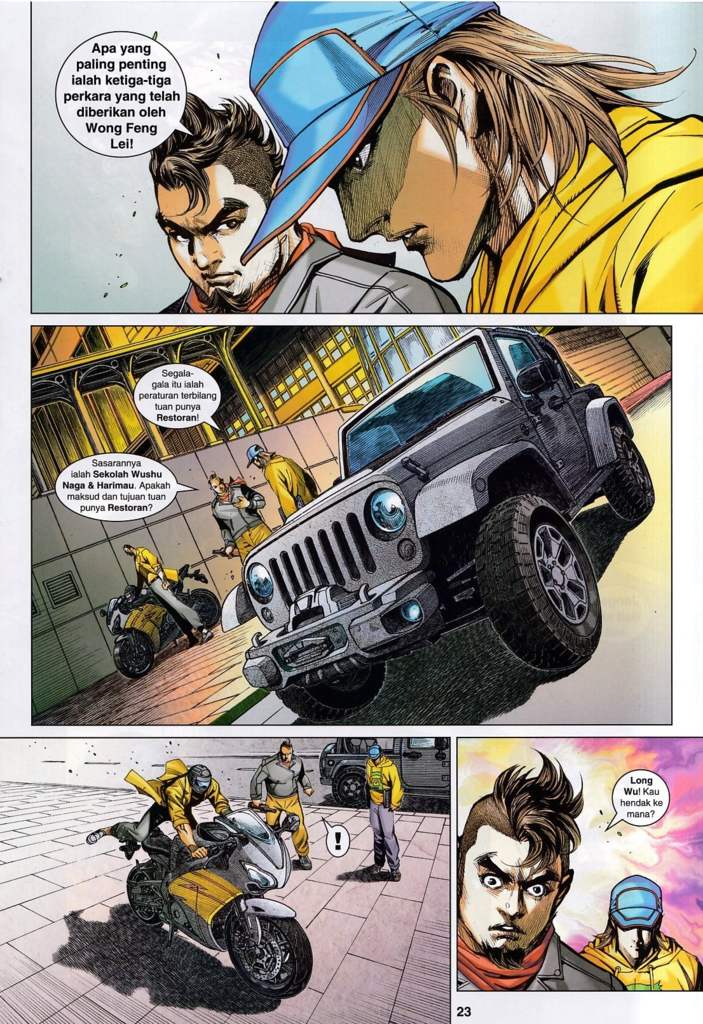 Apa yang
paling penting
ialah ketiga-tiga
perkara yang telah
diberikan oleh
Wong Feng
Lei!
Segala-
gala itu ialah
peraturan terbilang
tuan punya
Restoran!
Sasarannya
ialah Sekolah Wushu
Naga & Harimau. Apakah
maksud dan tujuan tuan
punya Restoran?
!
Long
Wu! Kau
hendak ke
mana?
23